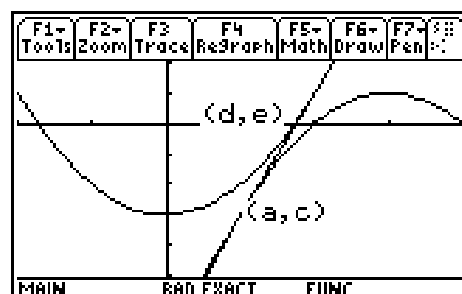 F1▾ F2▾ F3 F4 F5▾ F6▾ F7▾
Tools Zoom Trace Regraph Math Draw Pen
(d,e)
(a,c)
MAIN RAD EXACT FUNC